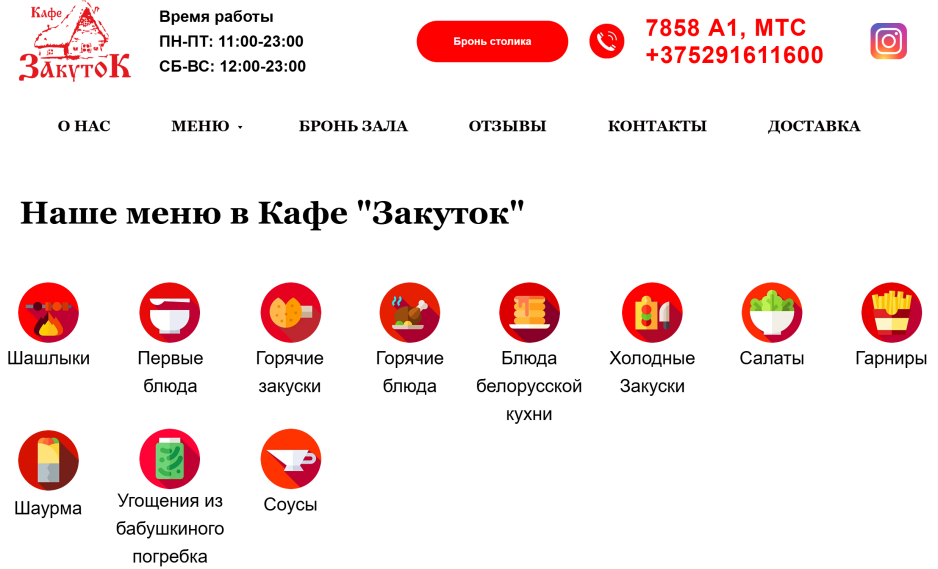 Кафе
Закуток
Время работы
ПН-ПТ: 11:00-23:00
СБ-ВС: 12:00-23:00
Бронь столика
7858 А1, МТС
+375291611600
О НАС
МЕНЮ
БРОНЬ ЗАЛА
ОТЗЫВЫ
КОНТАКТЫ
ДОСТАВКА
Наше меню в Кафе "Закуток"
Шашлыки
Первые
блюда
Горячие
закуски
Горячие
блюда
Блюда
белорусской
кухни
Холодные
Закуски
Салаты
Гарниры
Шаурма
Угощения из
бабушкиного
погребка
Соусы